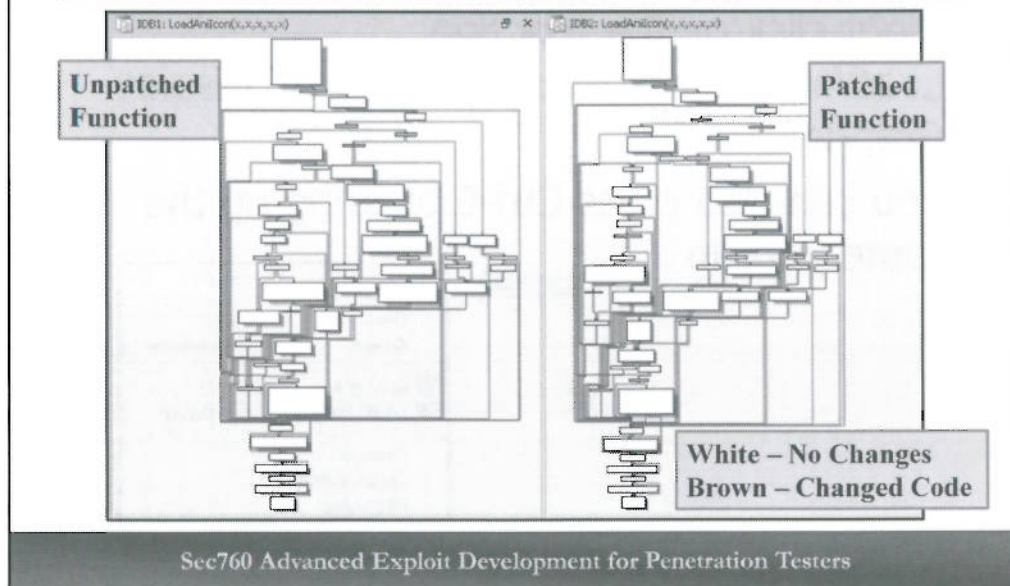 IDB1: LoadAniIcon(x,x,x,x,x)
IDB2: LoadAniIcon(x,x,x,x,x)
Unpatched
Function
Patched
Function
White – No Changes
Brown – Changed Code
Sec760 Advanced Exploit Development for Penetration Testers